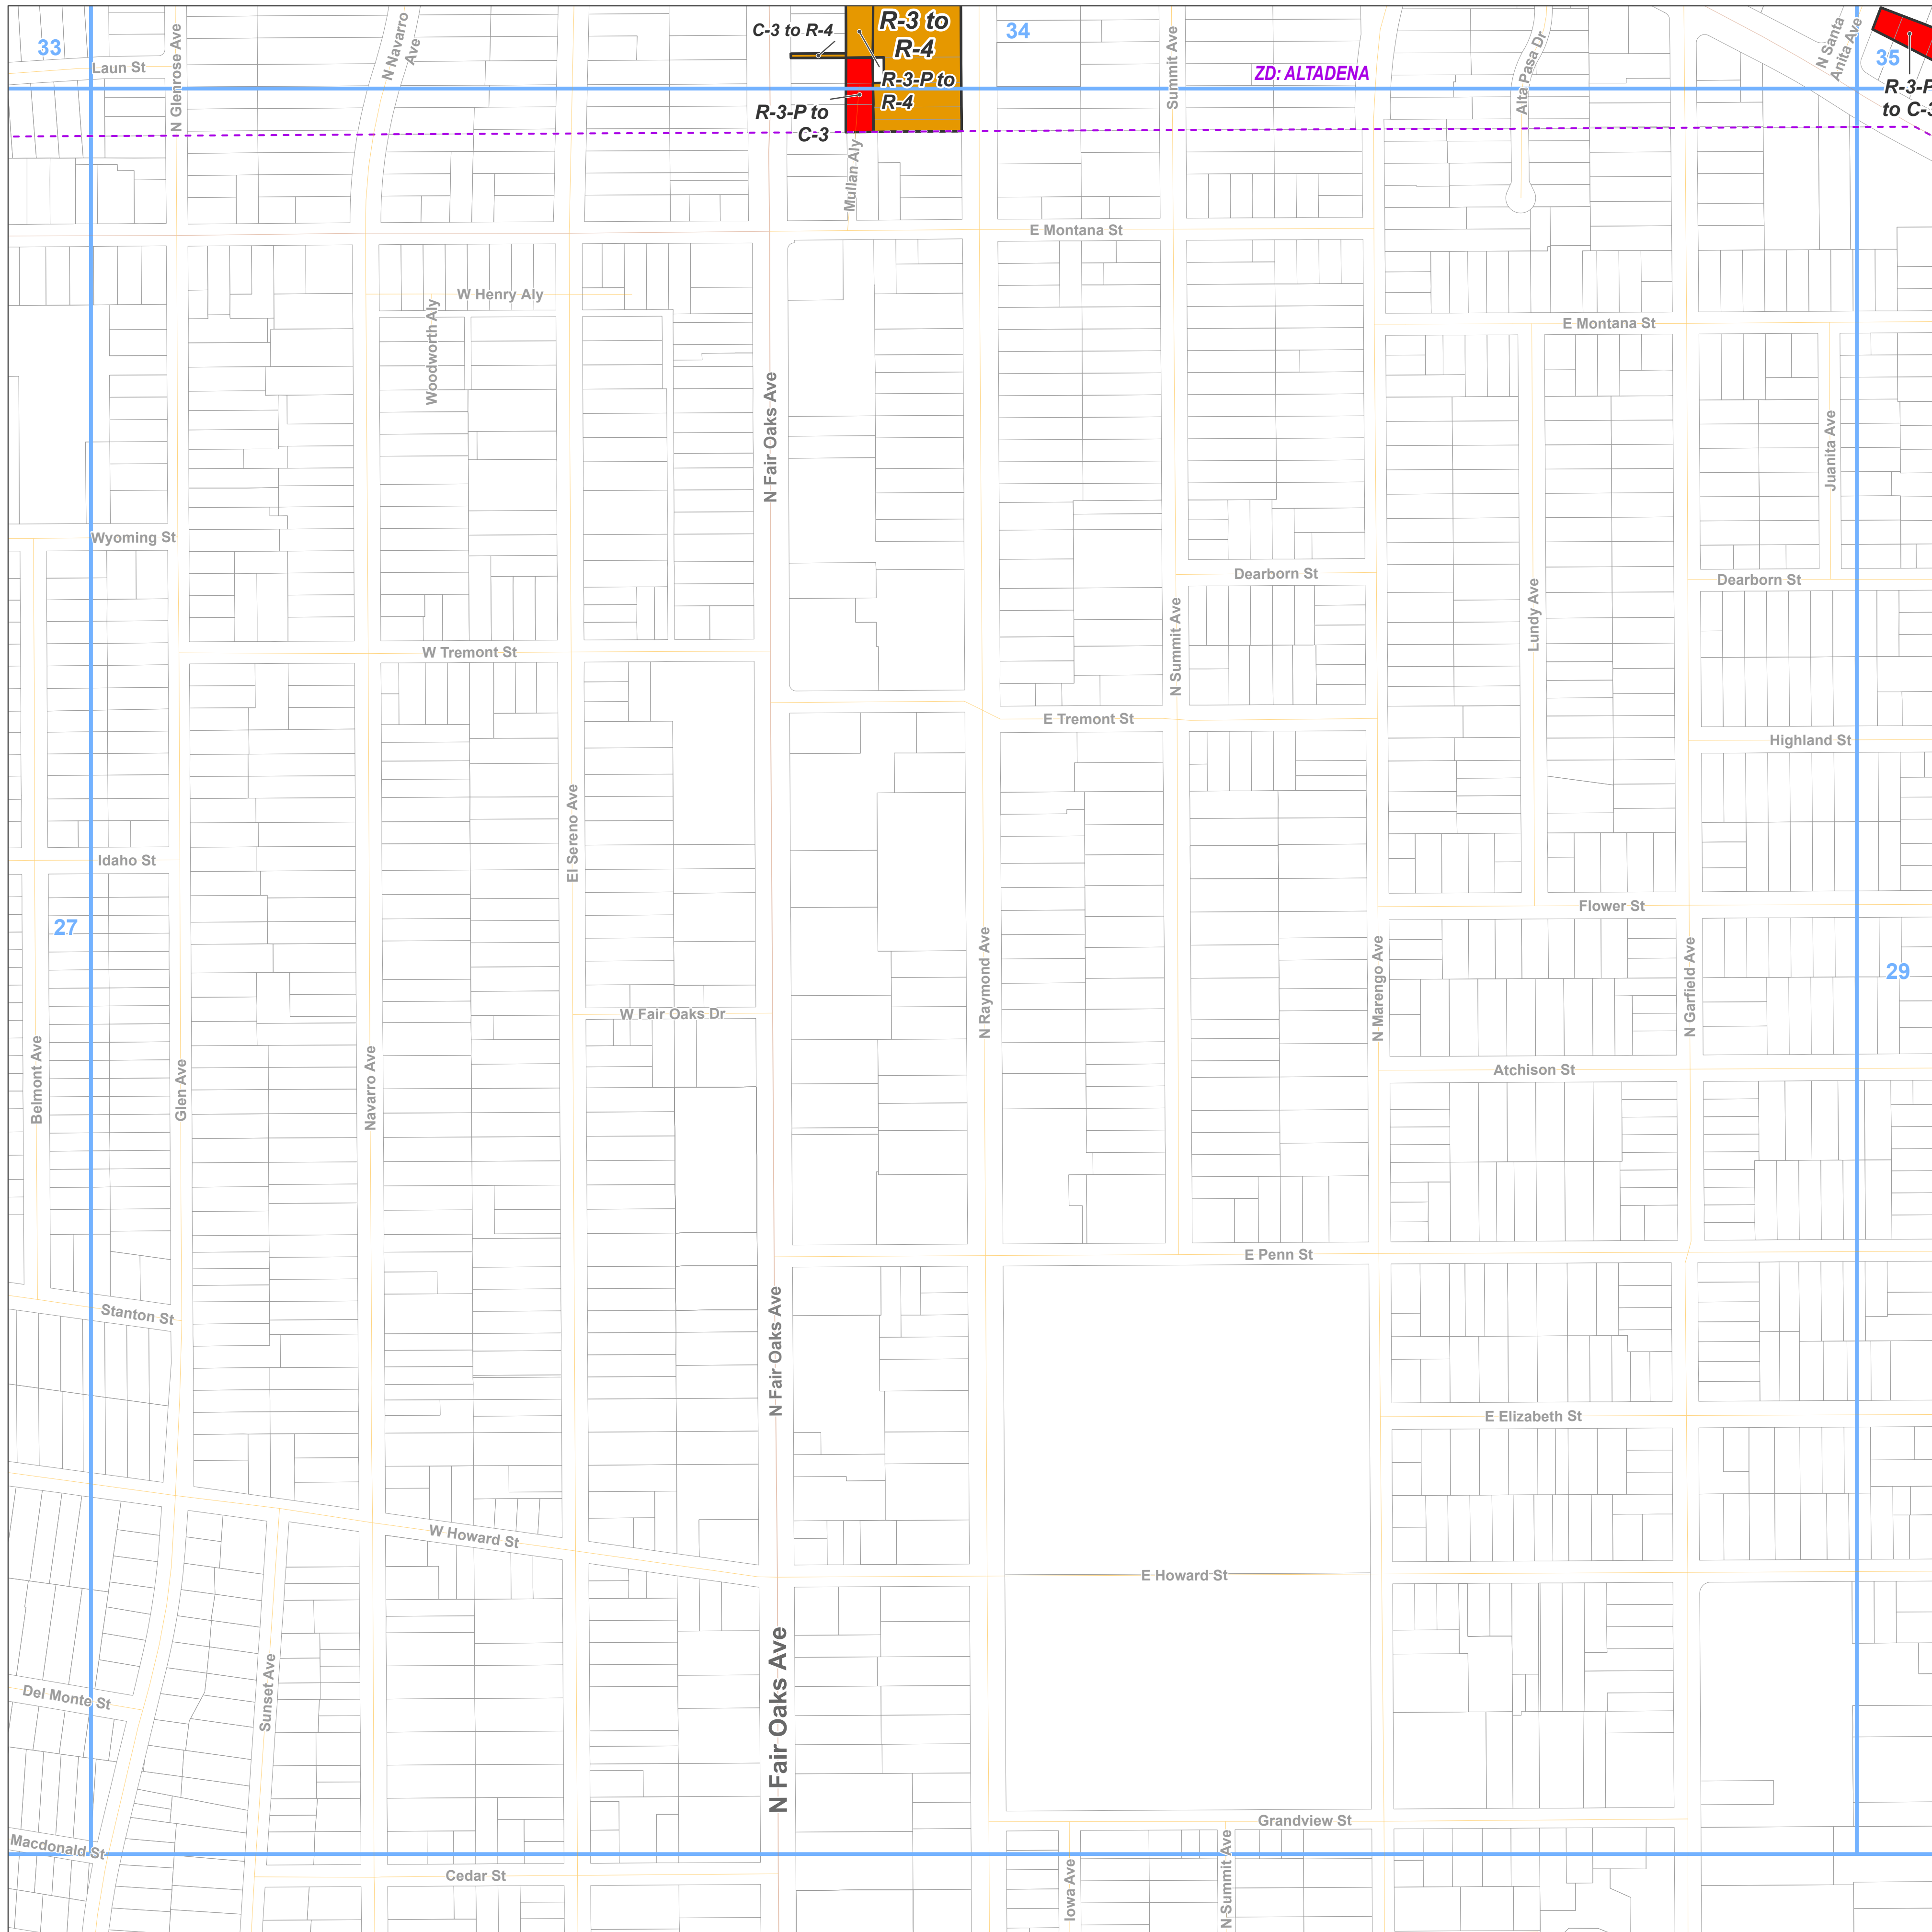 33
Laun St
N Glenrose Ave
N Navarro
Ave
C-3 to R-4
R-3 to
R-4
R-3-P to
R-4
R-3-P to
C-3
Mullan Aly
34
Summit Ave
ZD: ALTADENA
Alta Pasa Dr
N Santa
Anita Ave
35
R-3-P
to C-3
E Montana St
W Henry Aly
Woodworth Aly
N Fair Oaks Ave
E Montana St
Juanita Ave
Wyoming St
Dearborn St
Dearborn St
Lundy Ave
N Summit Ave
W Tremont St
E Tremont St
Highland St
El Sereno Ave
Idaho St
27
Flower St
N Raymond Ave
N Marengo Ave
N Garfield Ave
29
W Fair Oaks Dr
Belmont Ave
Glen Ave
Navarro Ave
Atchison St
E Penn St
Stanton St
N Fair Oaks Ave
E Elizabeth St
W Howard St
E Howard St
Sunset Ave
Del Monte St
N Fair Oaks Ave
Grandview St
Macdonald St
Cedar St
Iowa Ave
N Summit Ave